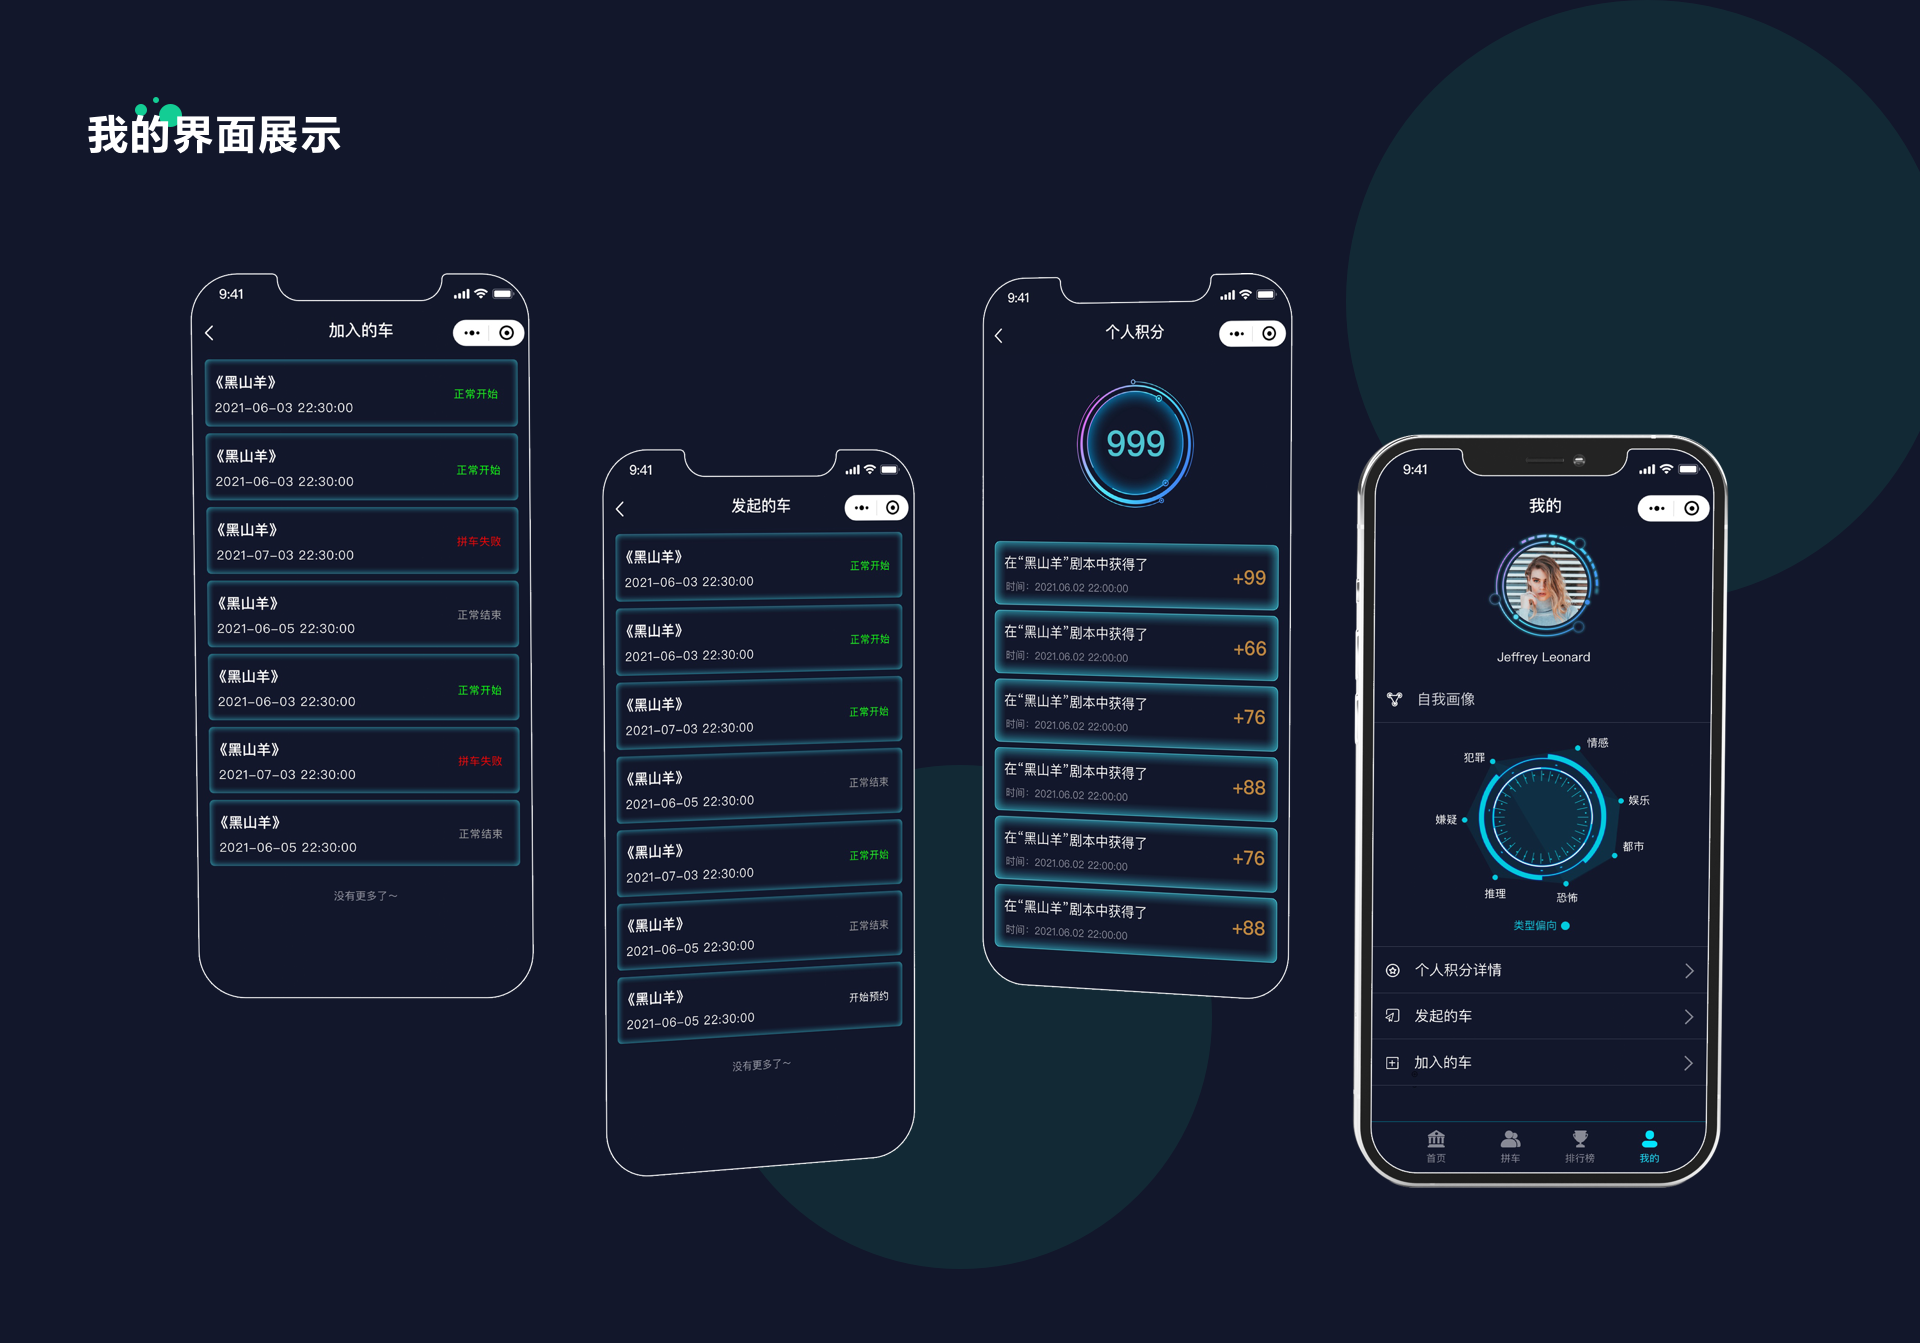 我的界面展示
9:41
加入的车
《黑山羊》
2021-06-03 22:30:00
正常开始
《黑山羊》
2021-06-03 22:30:00
正常开始
《黑山羊》
2021-07-03 22:30:00
拼车失败
《黑山羊》
2021-06-05 22:30:00
正常结束
《黑山羊》
2021-06-03 22:30:00
正常开始
《黑山羊》
2021-07-03 22:30:00
拼车失败
《黑山羊》
2021-06-05 22:30:00
正常结束
没有更多了～
9:41
发起的车
《黑山羊》
2021-06-03 22:30:00
正常开始
《黑山羊》
2021-06-03 22:30:00
正常开始
《黑山羊》
2021-07-03 22:30:00
正常开始
《黑山羊》
2021-06-05 22:30:00
正常结束
《黑山羊》
2021-07-03 22:30:00
正常开始
《黑山羊》
2021-06-05 22:30:00
正常结束
《黑山羊》
2021-06-05 22:30:00
开始预约
没有更多了～
9:41
个人积分
999
在“黑山羊”剧本中获得了
时间：2021.06.02 22:00:00
+99
在“黑山羊”剧本中获得了
时间：2021.06.02 22:00:00
+66
在“黑山羊”剧本中获得了
时间：2021.06.02 22:00:00
+76
在“黑山羊”剧本中获得了
时间：2021.06.02 22:00:00
+88
在“黑山羊”剧本中获得了
时间：2021.06.02 22:00:00
+76
在“黑山羊”剧本中获得了
时间：2021.06.02 22:00:00
+88
9:41
我的
Jeffrey Leonard
自我画像
情感
犯罪
娱乐
嫌疑
都市
推理
恐怖
类型偏向
个人积分详情
发起的车
加入的车
首页
拼车
排行榜
我的